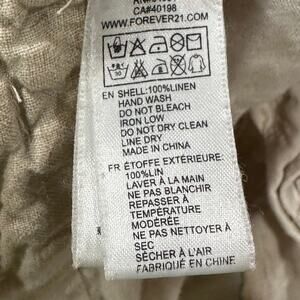 CA#40198
WWW.FOREVER21.COM
30
EN SHELL:100%LINEN
HAND WASH
DO NOT BLEACH
IRON LOW
DO NOT DRY CLEAN
LINE DRY
MADE IN CHINA
FR ÉTOFFE EXTÉRIEURE:
100%LIN
LAVER À LA MAIN
NE PAS BLANCHIR
REPASSER À
TEMPÉRATURE
MODÉRÉE
NE PAS NETTOYER À
SEC
SÈCHER À L'AIR
FABRIQUÉ EN CHINE